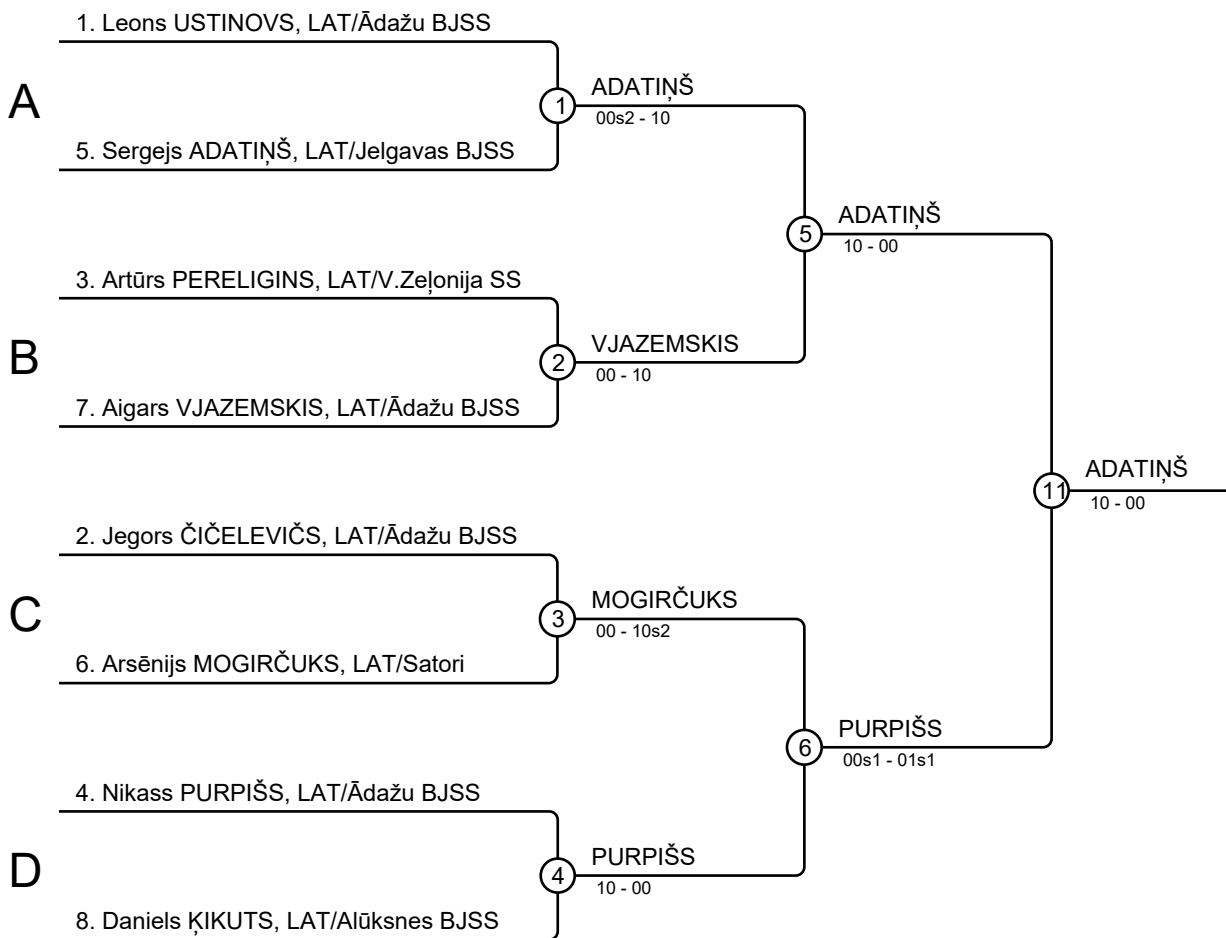 1. Leons USTINOVS, LAT/Ādažu BJSS
A
1
ADATIŅŠ
00s2 - 10
5. Sergejs ADATIŅŠ, LAT/Jelgavas BJSS
5
ADATIŅŠ
10 - 00
3. Artūrs PERELIGINS, LAT/V.Zeļonija SS
B
2
VJAZEMSKIS
00 - 10
7. Aigars VJAZEMSKIS, LAT/Ādažu BJSS
11
ADATIŅŠ
10 - 00
2. Jegors ČIČELEVIČS, LAT/Ādažu BJSS
C
3
MOGIRČUKS
00 - 10s2
6. Arsēnijs MOGIRČUKS, LAT/Satori
6
PURPIŠS
00s1 - 01s1
4. Nikass PURPIŠS, LAT/Ādažu BJSS
D
4
PURPIŠS
10 - 00
8. Daniels ĶIKUTS, LAT/Alūksnes BJSS